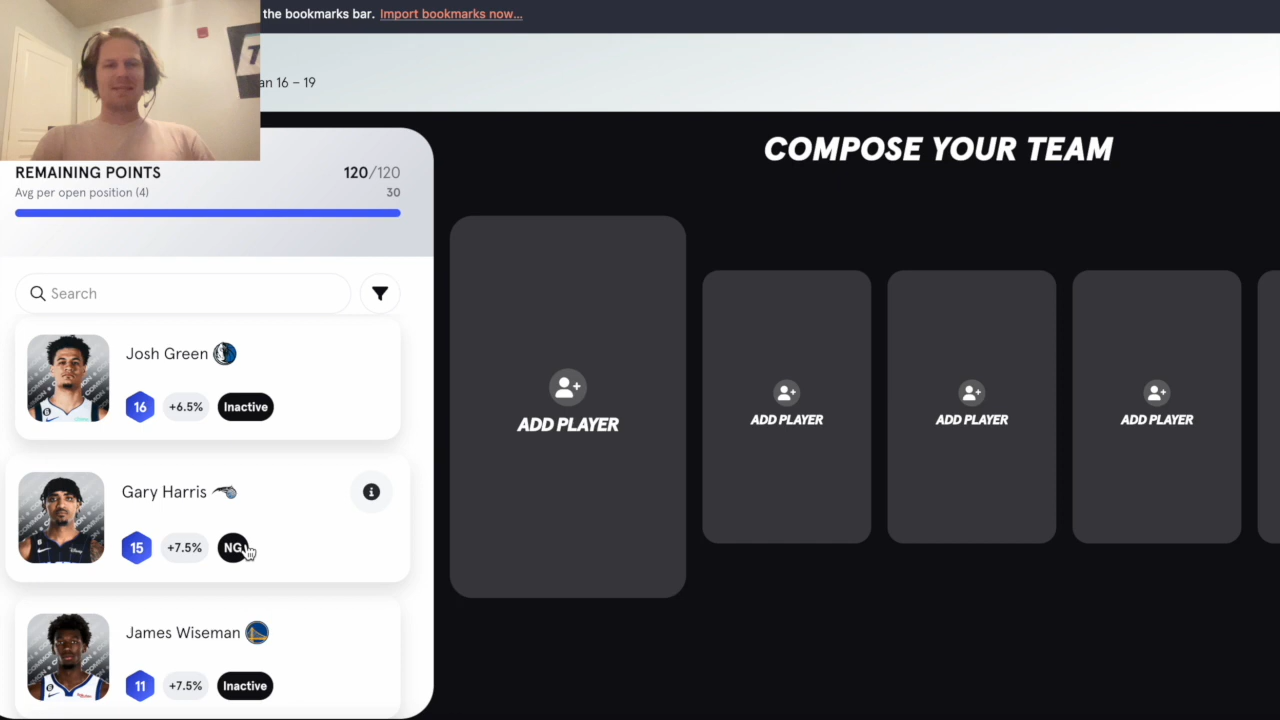 the bookmarks bar. Import bookmarks now...
an 16 – 19
REMAINING POINTS
120/120
Avg per open position (4)
30
Search
Josh Green
16
+6.5%
Inactive
Gary Harris
15
+7.5%
NG
James Wiseman
11
+7.5%
Inactive
COMPOSE YOUR TEAM
ADD PLAYER
ADD PLAYER
ADD PLAYER
ADD PLAYER